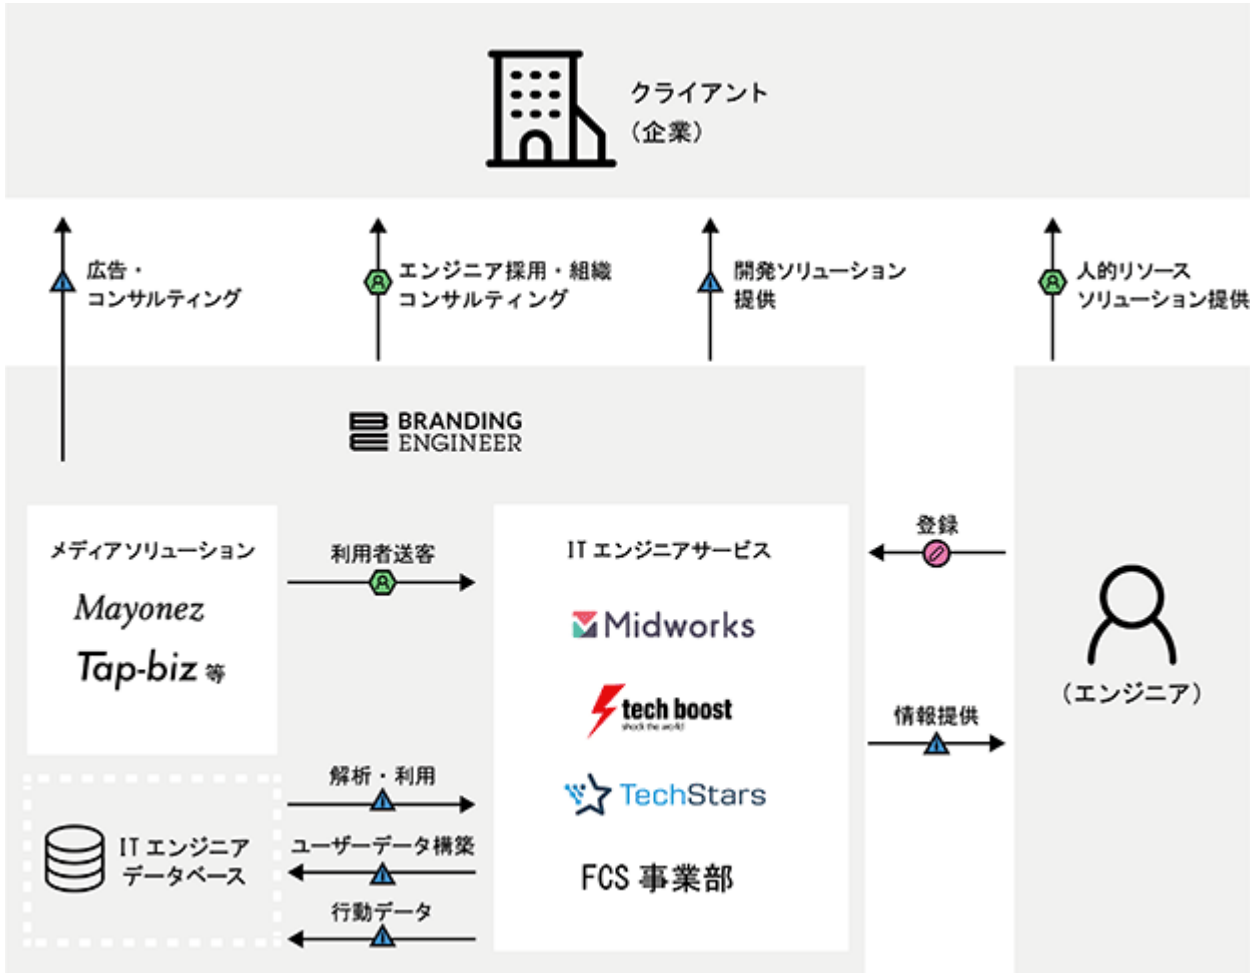 クライアント
(企業)
広告・
コンサルティング
エンジニア採用・組織
コンサルティング
開発ソリューション
提供
人的リソース
ソリューション提供
BRANDING
ENGINEER
メディアソリューション
Mayonez
Tap-biz 等
利用者送客
ITエンジニアサービス
Midworks
tech boost
shock the world
TechStars
FCS 事業部
登録
情報提供
(エンジニア)
解析・利用
ITエンジニア
データベース
ユーザーデータ構築
行動データ